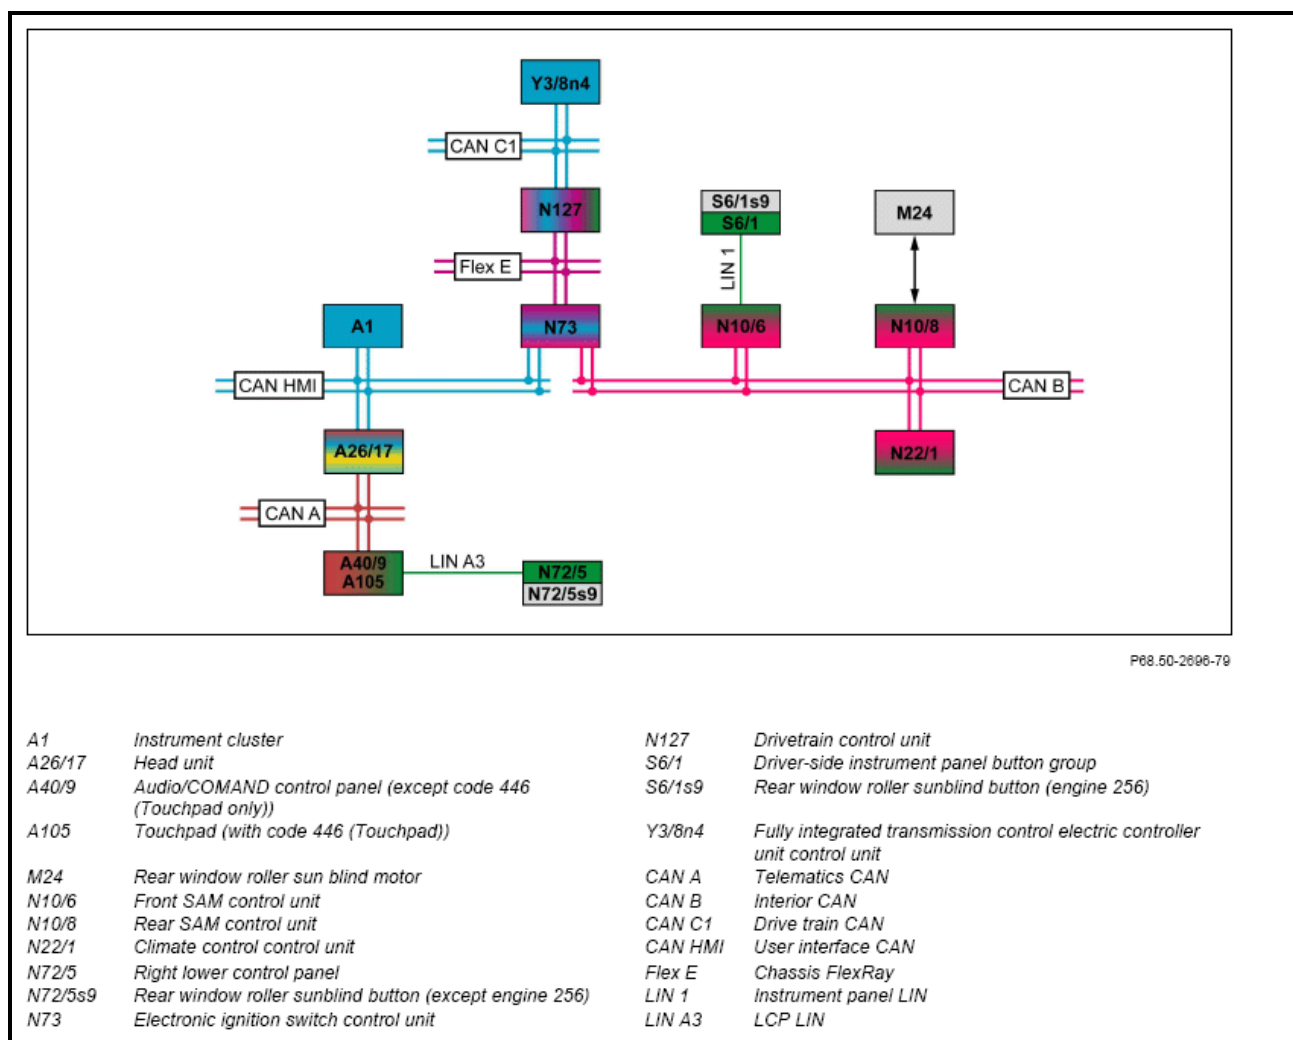 Y3/8n4
CAN C1
N127
S6/1s9
S6/1
M24
Flex E
LIN 1
A1
N73
N10/6
N10/8
CAN HMI
CAN B
A26/17
N22/1
CAN A
A40/9
A105
LIN A3
N72/5
N72/5s9
P68.50-2696-79
A1 Instrument cluster
A26/17 Head unit
A40/9 Audio/COMAND control panel (except code 446
(Touchpad only))
A105 Touchpad (with code 446 (Touchpad))
M24 Rear window roller sun blind motor
N10/6 Front SAM control unit
N10/8 Rear SAM control unit
N22/1 Climate control control unit
N72/5 Right lower control panel
N72/5s9 Rear window roller sunblind button (except engine 256)
N73 Electronic ignition switch control unit
N127 Drivetrain control unit
S6/1 Driver-side instrument panel button group
S6/1s9 Rear window roller sunblind button (engine 256)
Y3/8n4 Fully integrated transmission control electric controller
unit control unit
CAN A Telematics CAN
CAN B Interior CAN
CAN C1 Drive train CAN
CAN HMI User interface CAN
Flex E Chassis FlexRay
LIN 1 Instrument panel LIN
LIN A3 LCP LIN